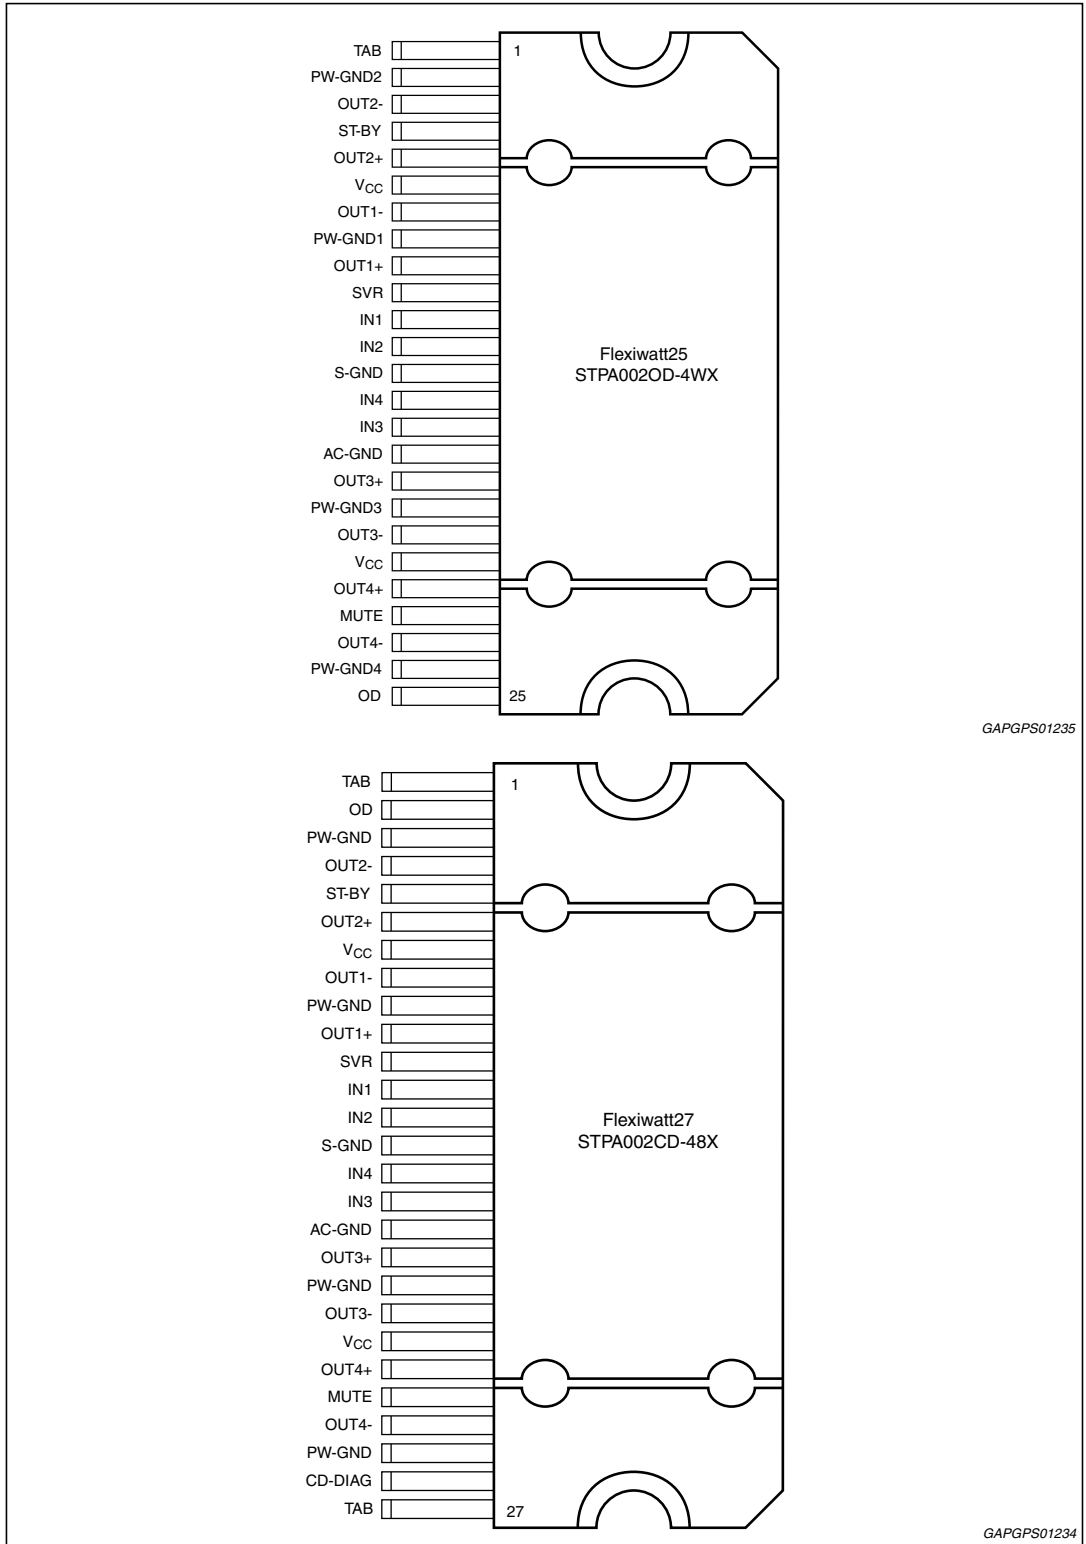 TAB
1
PW-GND2
OUT2-
ST-BY
OUT2+
VCC
OUT1-
PW-GND1
OUT1+
SVR
IN1
IN2
Flexiwatt25
STPA002OD-4WX
S-GND
IN4
IN3
AC-GND
OUT3+
PW-GND3
OUT3-
VCC
OUT4+
MUTE
OUT4-
PW-GND4
OD
25
GAPGPS01235
TAB
1
OD
PW-GND
OUT2-
ST-BY
OUT2+
VCC
OUT1-
PW-GND
OUT1+
SVR
IN1
IN2
Flexiwatt27
STPA002CD-48X
S-GND
IN4
IN3
AC-GND
OUT3+
PW-GND
OUT3-
VCC
OUT4+
MUTE
OUT4-
PW-GND
CD-DIAG
TAB
27
GAPGPS01234